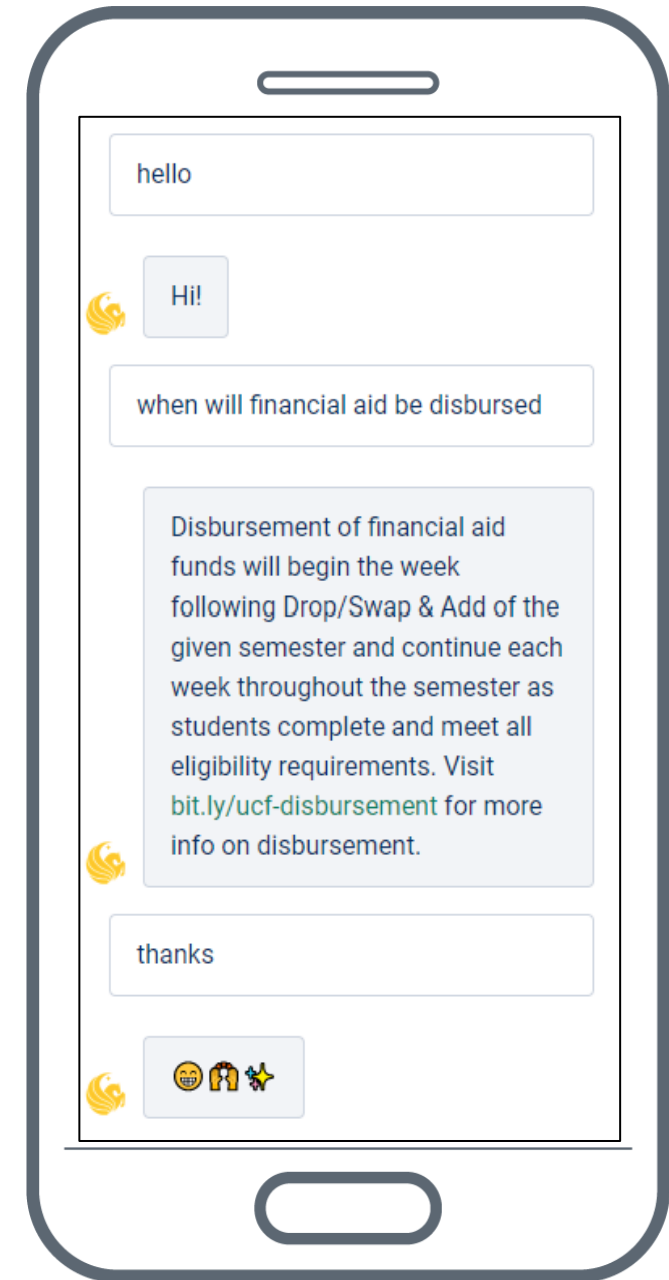 hello
Hi!
when will financial aid be disbursed
Disbursement of financial aid
funds will begin the week
following Drop/Swap & Add of the
given semester and continue each
week throughout the semester as
students complete and meet all
eligibility requirements. Visit
bit.ly/ucf-disbursement for more
info on disbursement.
thanks
😁🙌✨